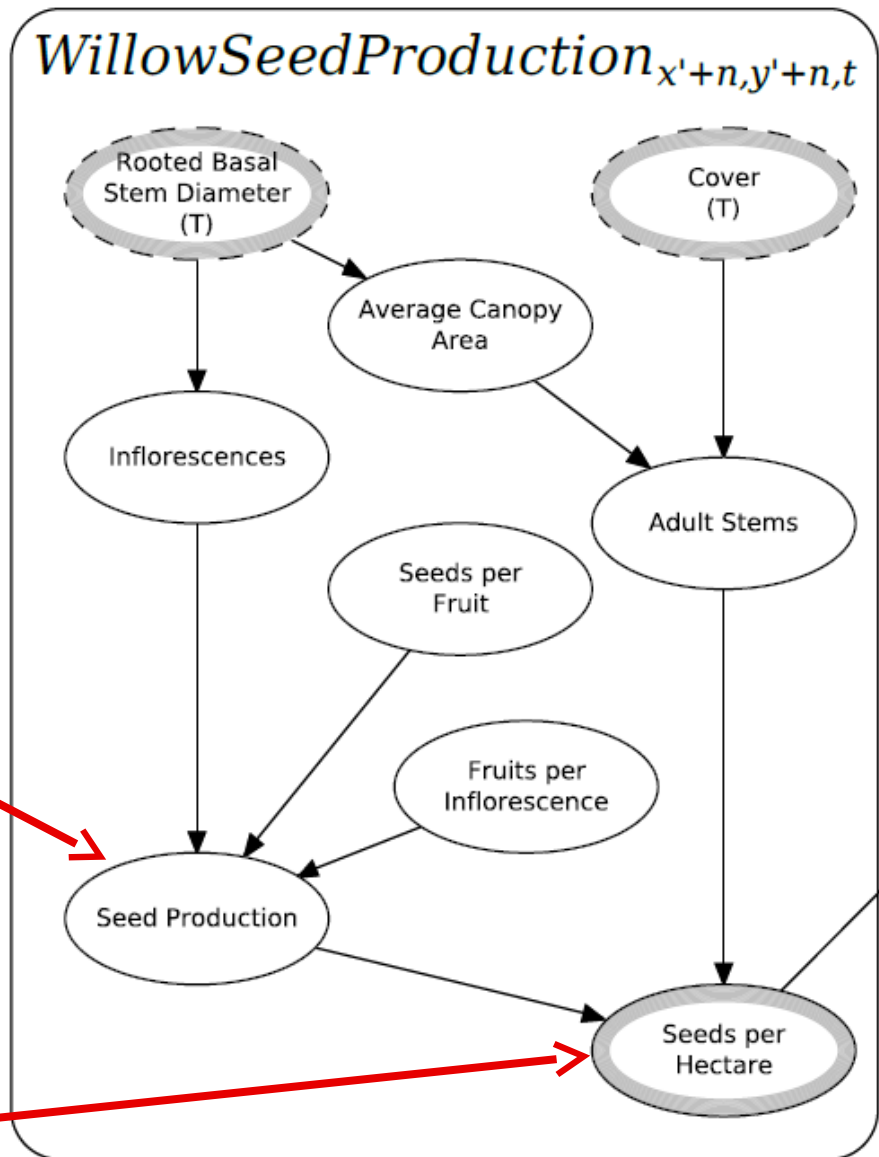 WillowSeedProduction x'+n,y'+n,t
Rooted Basal
Stem Diameter
(T)
Cover
(T)
Average Canopy
Area
Inflorescences
Adult Stems
Seeds per
Fruit
Fruits per
Inflorescence
Seed Production
Seeds per
Hectare